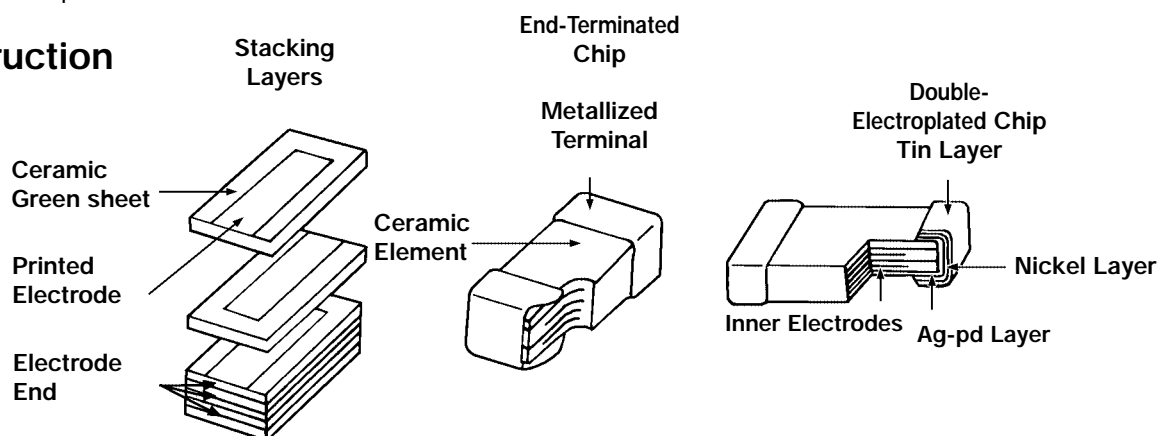 ruction
Stacking
Layers
Ceramic
Green sheet
Printed
Electrode
Electrode
End
End-Terminated
Chip
Metallized
Terminal
Ceramic
Element
Double-
Electroplated Chip
Tin Layer
Nickel Layer
Inner Electrodes
Ag-pd Layer